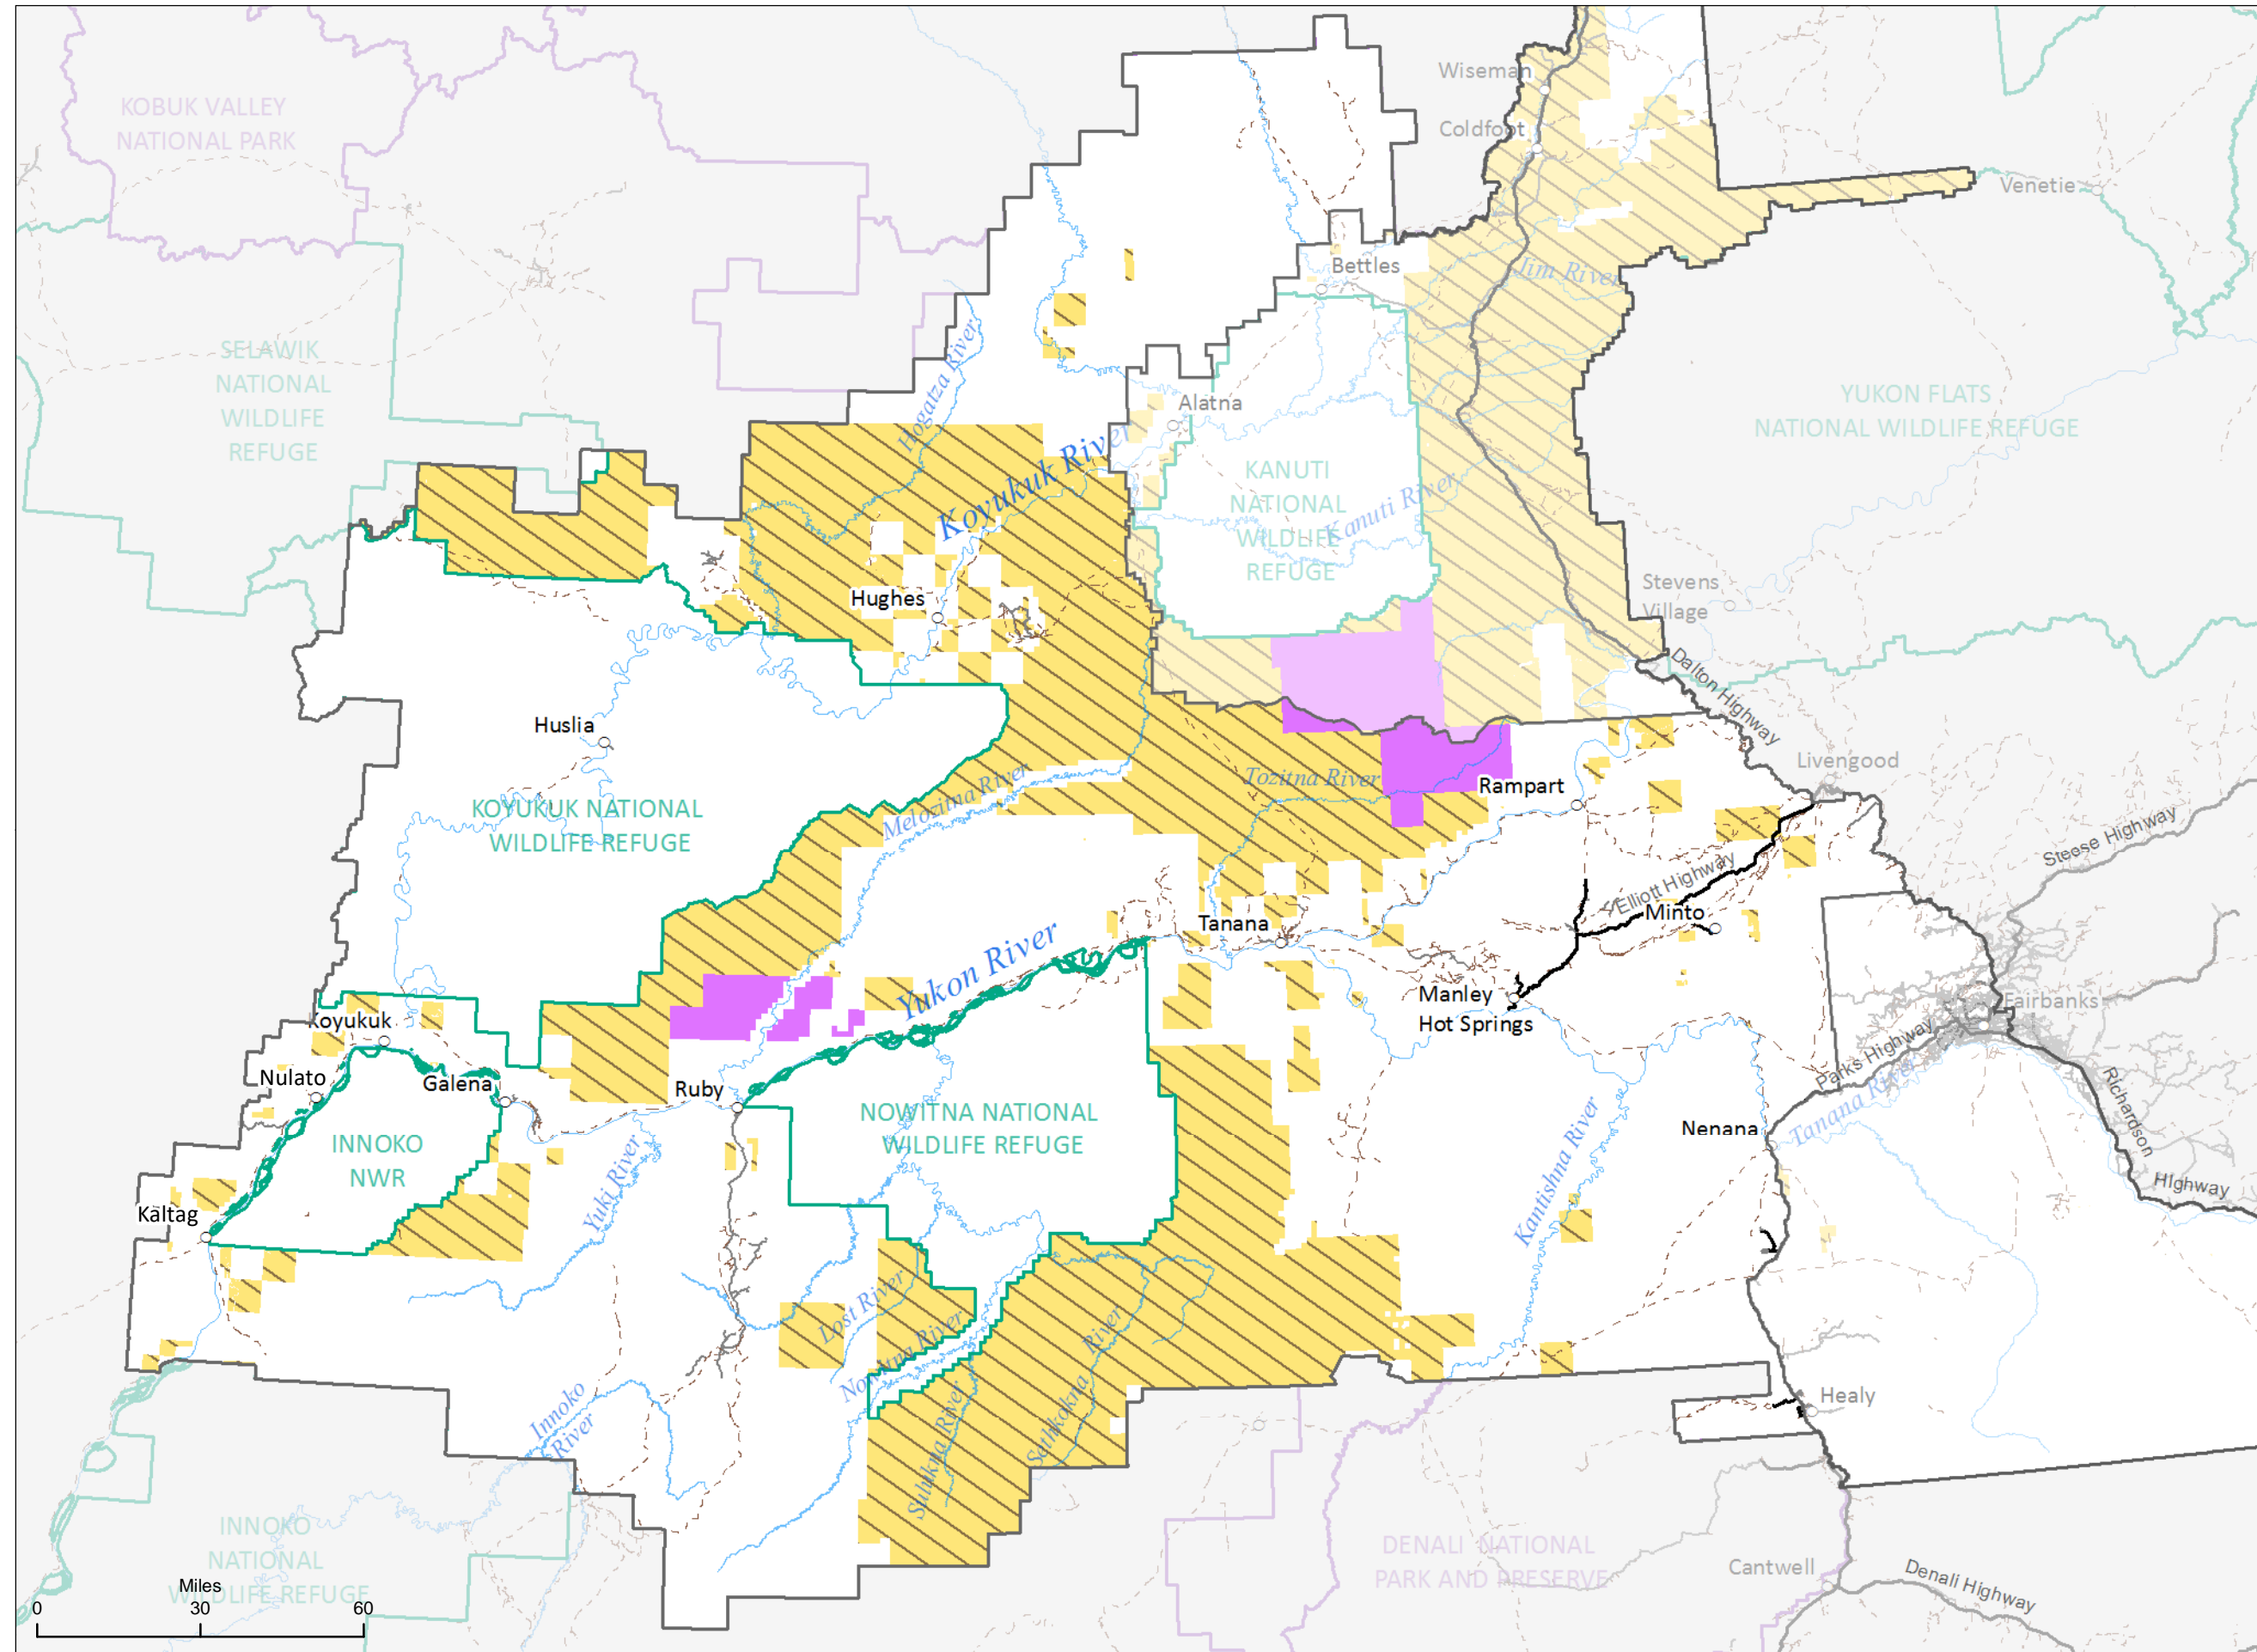 Wiseman
KOBUK VALLEY
NATIONAL PARK
Coldfoot
Venetie
Bettles
Jim River
SELAWIK
NATIONAL
WILDLIFE
REFUGE
Hogatza River
Alatna
YUKON FLATS
NATIONAL WILDLIFE REFUGE
Koyukuk River
KANUTI
NATIONAL
WILDLIFE
REFUGE
Kanuti River
Stevens
Village
Hughes
Dalton Highway
Huslia
Livengood
Melozitna River
Tozitna River
Rampart
KOYUKUK NATIONAL
WILDLIFE REFUGE
Steese Highway
Elliott Highway
Minto
Tanana
Yukon River
Manley
Hot Springs
Fairbanks
Koyukuk
Parks Highway
Nulato
Galena
Ruby
NOWITNA NATIONAL
WILDLIFE REFUGE
Tanana River
Richardson
HIghway
Nenana
INNOKO
NWR
Yuki River
Kantishna River
Kaltag
Lost River
Nowitna River
Innoko
River
Sulukna River
Sethkokna River
Healy
INNOKO
NATIONAL
WILDLIFE REFUGE
DENALI NATIONAL
PARK AND PRESERVE
Cantwell
Denali Highway
Miles
0 30 60